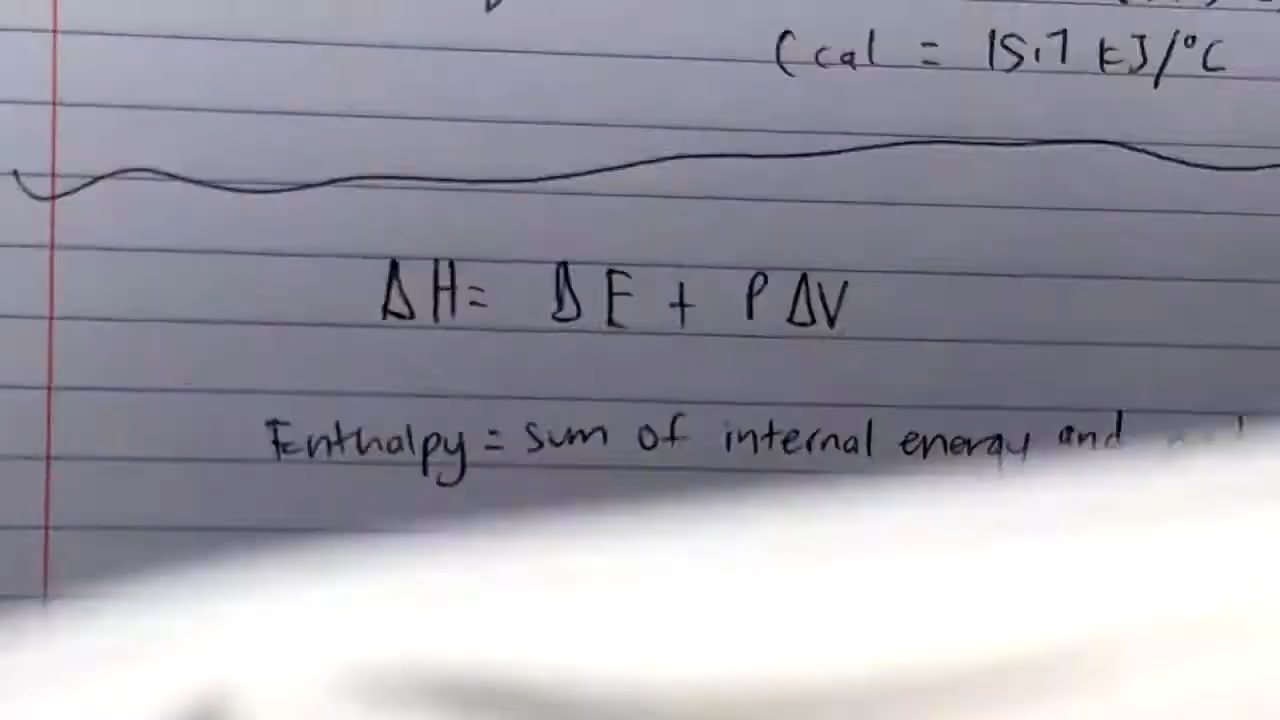 Ccal = 15.7 kJ/°C
ΔH = ΔE + PΔV
Enthalpy = sum of internal energy and